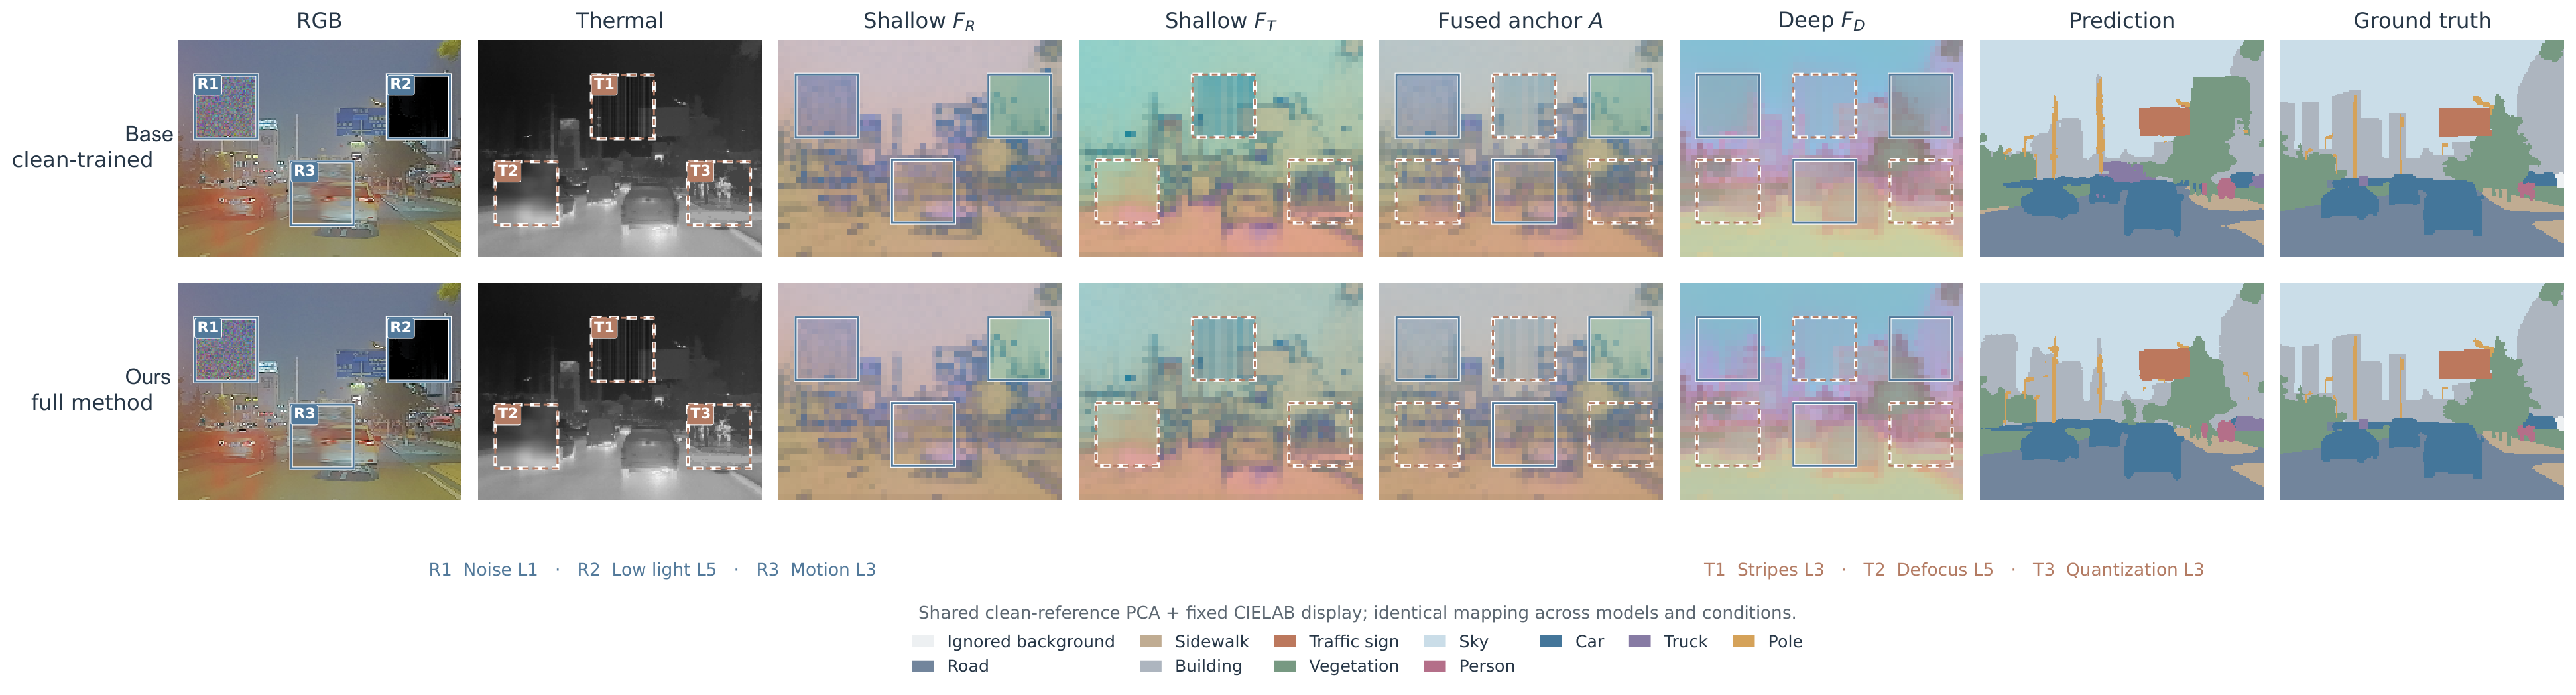 RGB Thermal Shallow F_R Shallow F_T Fused anchor A Deep F_D Prediction Ground truth
Base
clean-trained
R1 R2 R3
T1 T2 T3
Ours
full method
R1 R2 R3
T1 T2 T3
R1 Noise L1 · R2 Low light L5 · R3 Motion L3
T1 Stripes L3 · T2 Defocus L5 · T3 Quantization L3
Shared clean-reference PCA + fixed CIELAB display; identical mapping across models and conditions.
Ignored background Sidewalk Traffic sign Sky Car Truck Pole
Road Building Vegetation Person